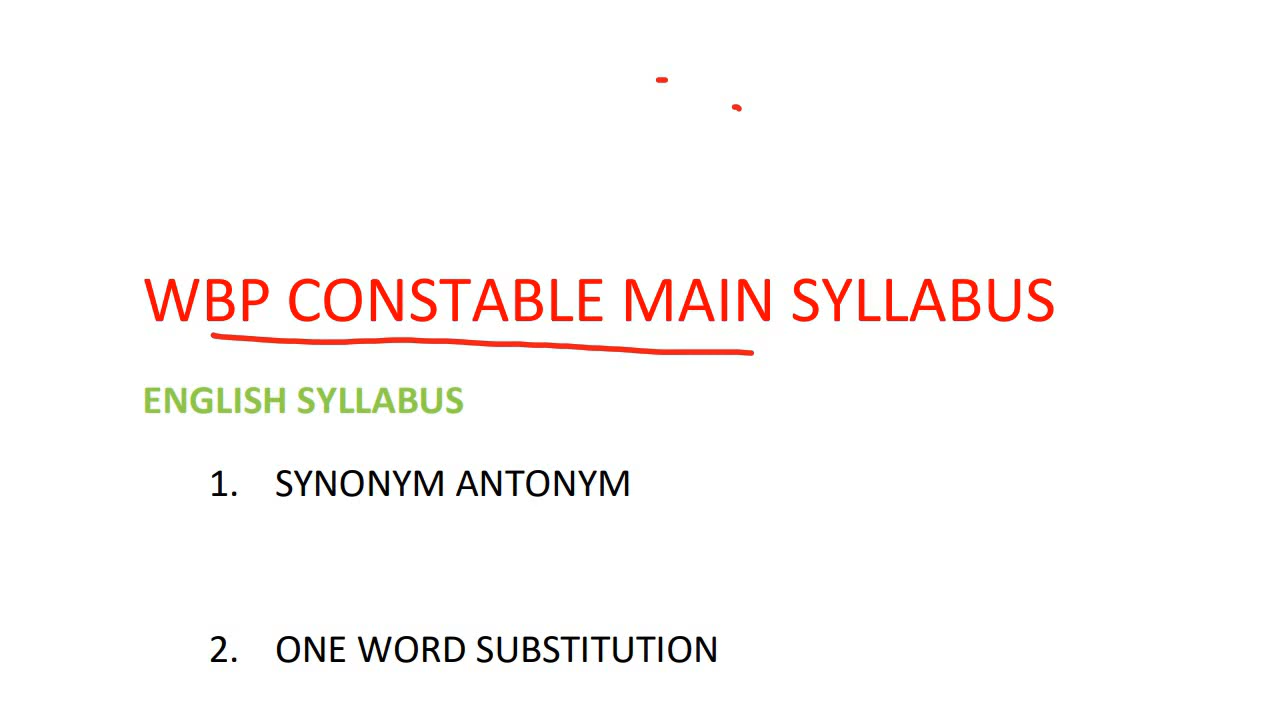 WBP CONSTABLE MAIN SYLLABUS
ENGLISH SYLLABUS
1. SYNONYM ANTONYM
2. ONE WORD SUBSTITUTION